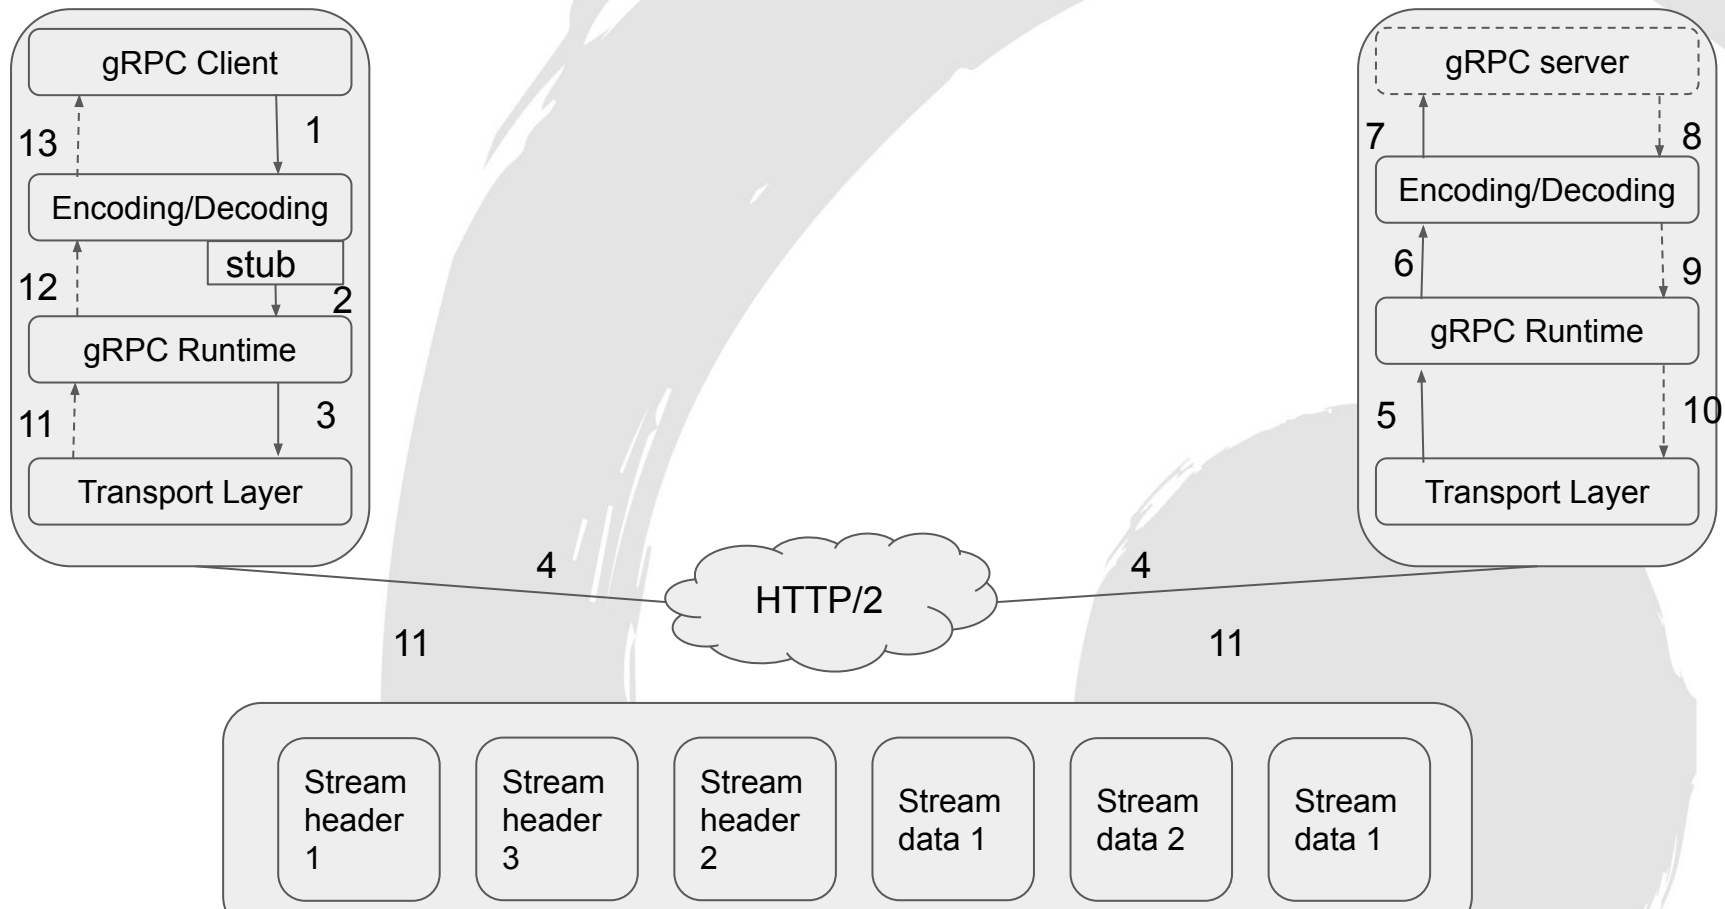 gRPC Client
13
1
Encoding/Decoding
stub
12
2
gRPC Runtime
11
3
Transport Layer
gRPC server
7
8
Encoding/Decoding
6
9
gRPC Runtime
5
10
Transport Layer
4
HTTP/2
4
11
11
Stream
header
1
Stream
header
3
Stream
header
2
Stream
data 1
Stream
data 2
Stream
data 1